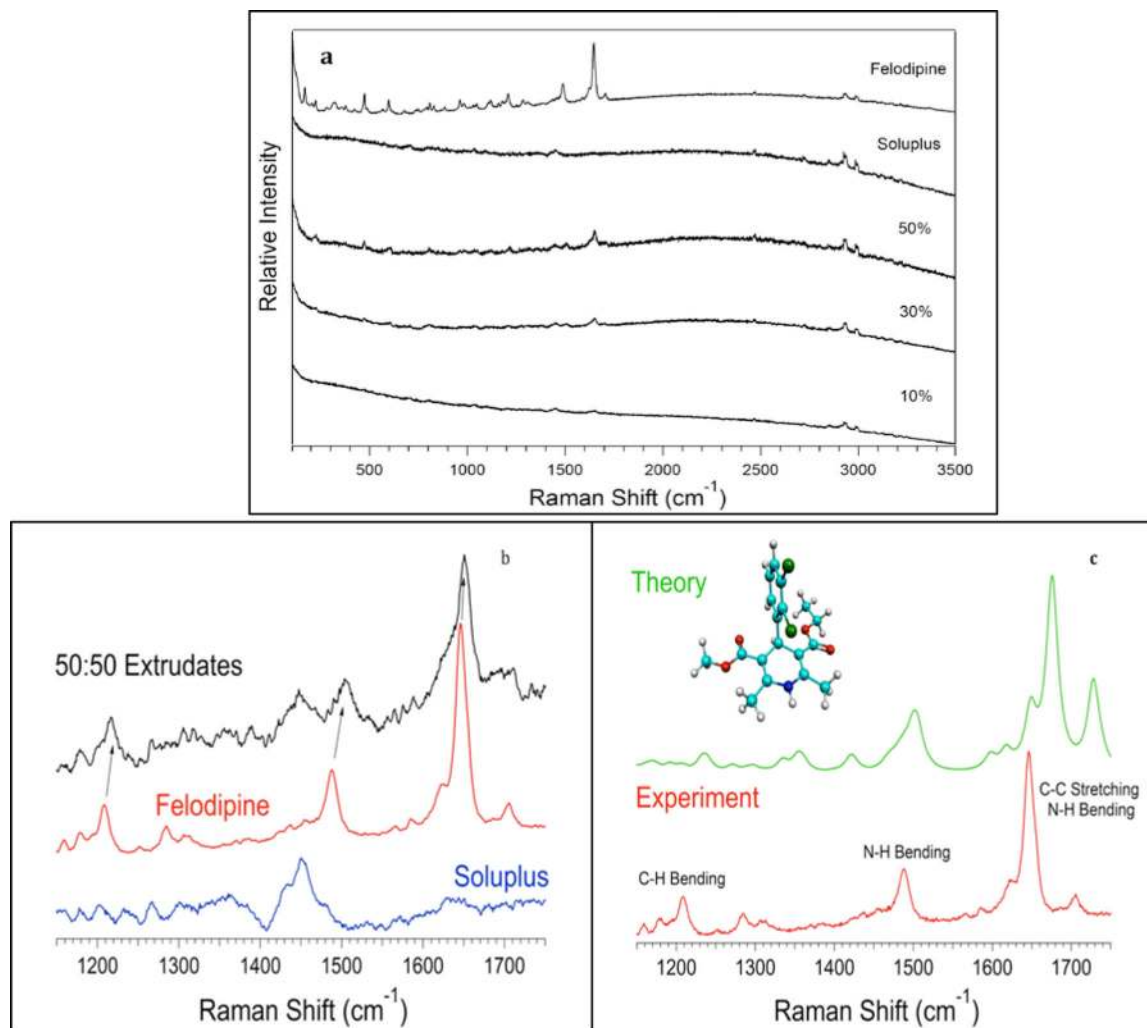 a
Felodipine
Soluplus
50%
30%
10%
Relative Intensity
500 1000 1500 2000 2500 3000 3500
Raman Shift (cm⁻¹)
b
50:50 Extrudates
Felodipine
Soluplus
1200 1300 1400 1500 1600 1700
Raman Shift (cm⁻¹)
c
Theory
Experiment
C-C Stretching
N-H Bending
N-H Bending
C-H Bending
1200 1300 1400 1500 1600 1700
Raman Shift (cm⁻¹)